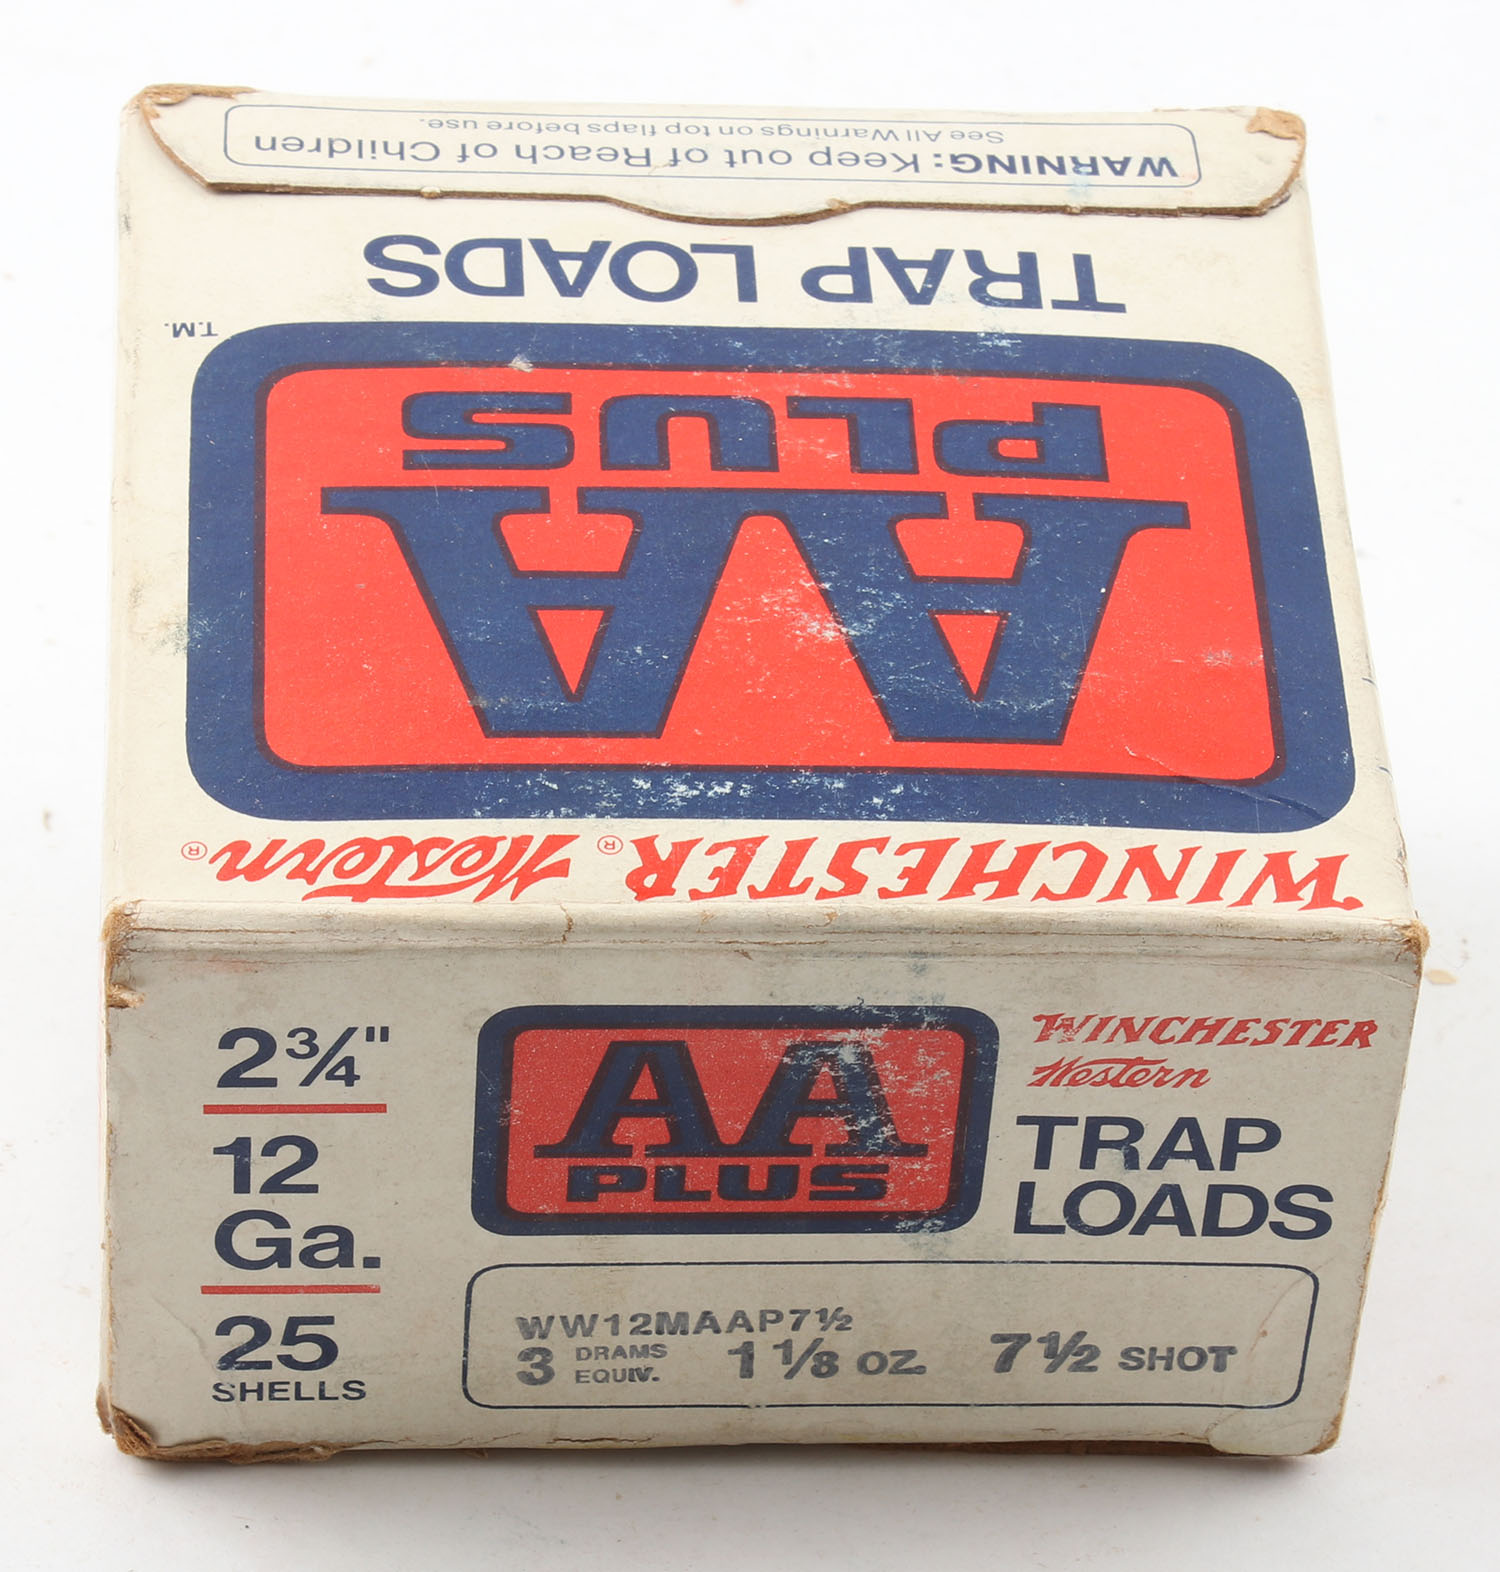 WARNING: Keep out of Reach of Children
See All Warnings on top flaps before use.
TRAP LOADS
T.M.
AA
PLUS
WINCHESTER® Western®
2¾"
12
Ga.
25
SHELLS
AA
PLUS
WINCHESTER
Western
TRAP
LOADS
WW12MAAP7½
3 DRAMS EQUIV. 1 1/8 OZ. 7½ SHOT